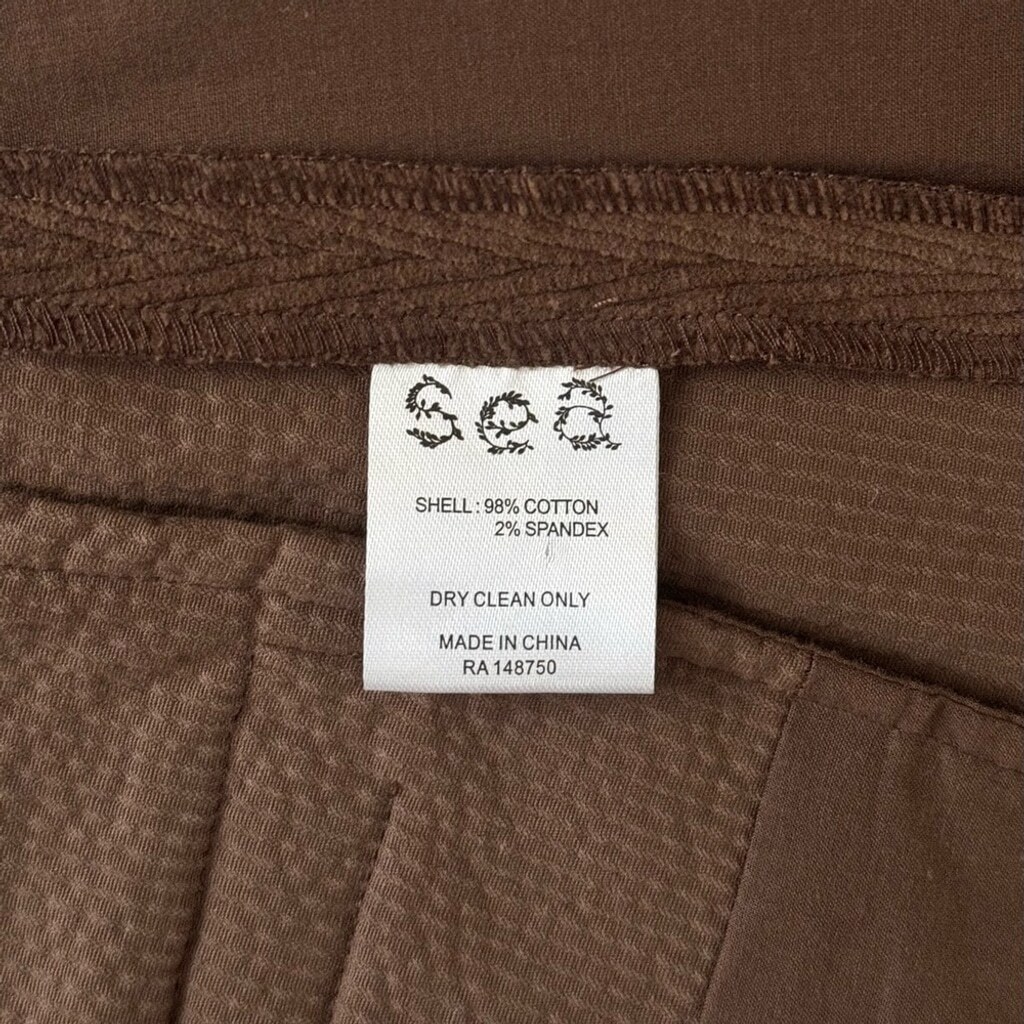 sea
SHELL : 98% COTTON
2% SPANDEX
DRY CLEAN ONLY
MADE IN CHINA
RA 148750